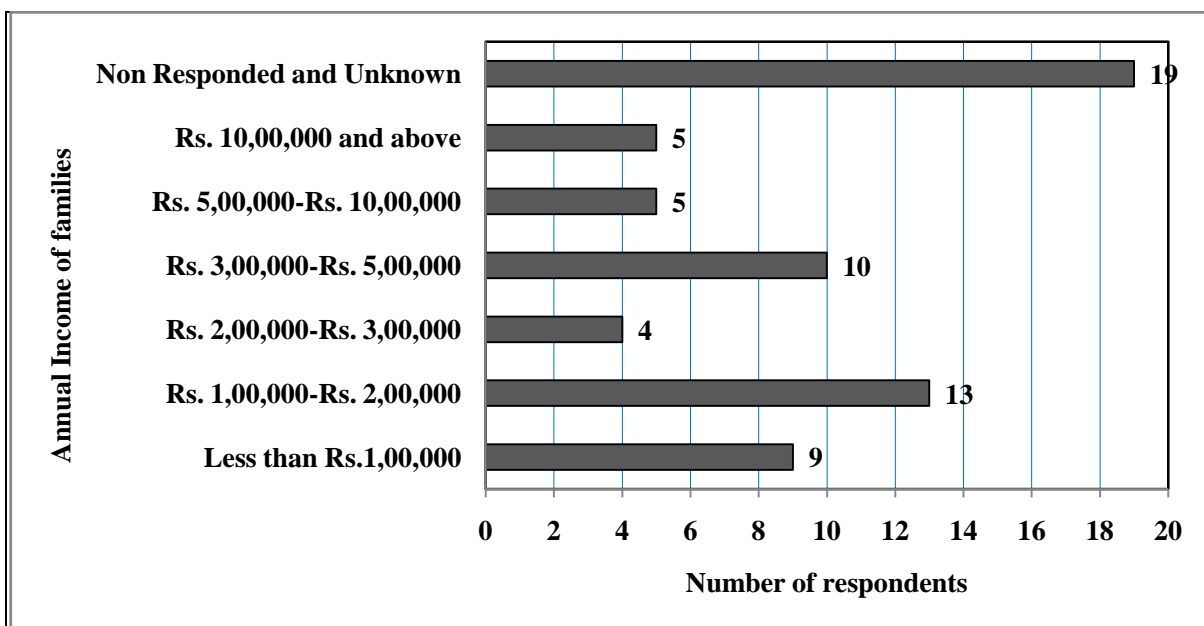 Annual Income of families
Non Responded and Unknown 19
Rs. 10,00,000 and above 5
Rs. 5,00,000-Rs. 10,00,000 5
Rs. 3,00,000-Rs. 5,00,000 10
Rs. 2,00,000-Rs. 3,00,000 4
Rs. 1,00,000-Rs. 2,00,000 13
Less than Rs.1,00,000 9
0 2 4 6 8 10 12 14 16 18 20
Number of respondents